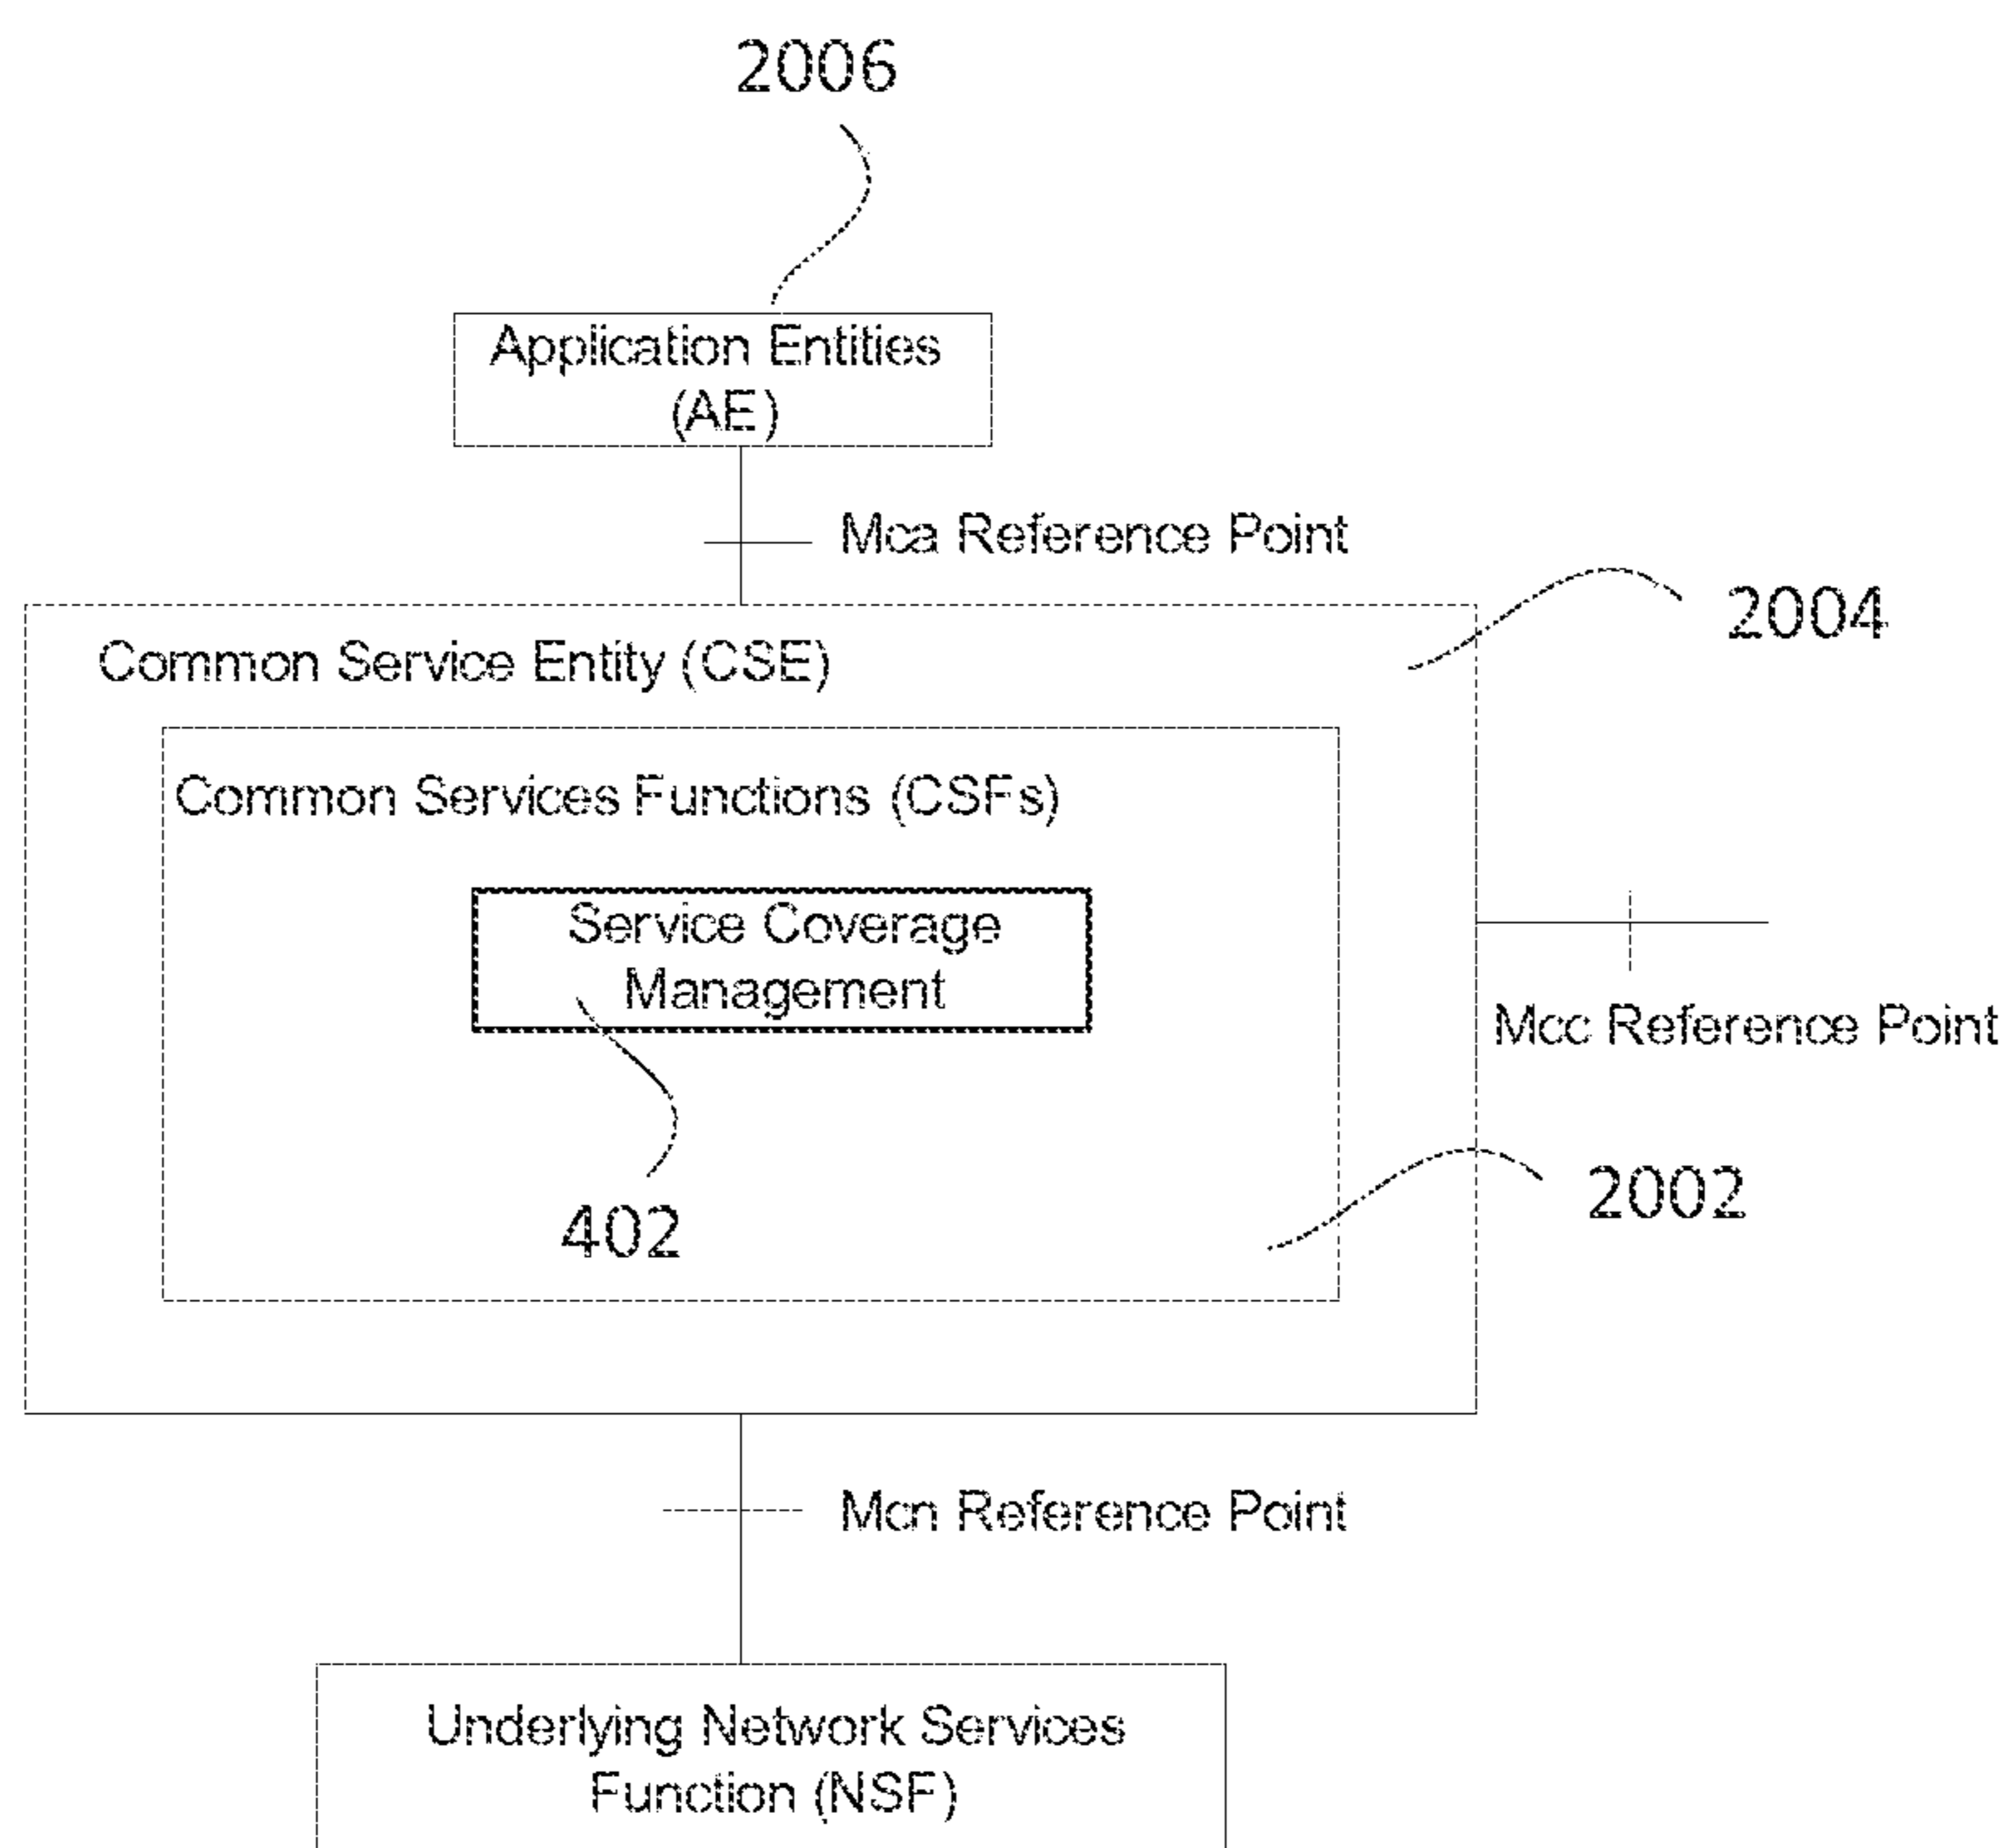 2006
Application Entities
(AE)
Mca Reference Point
2004
Common Service Entity (CSE)
Common Services Functions (CSFs)
Service Coverage
Management
Mcc Reference Point
2002
402
Mcn Reference Point
Underlying Network Services
Function (NSF)